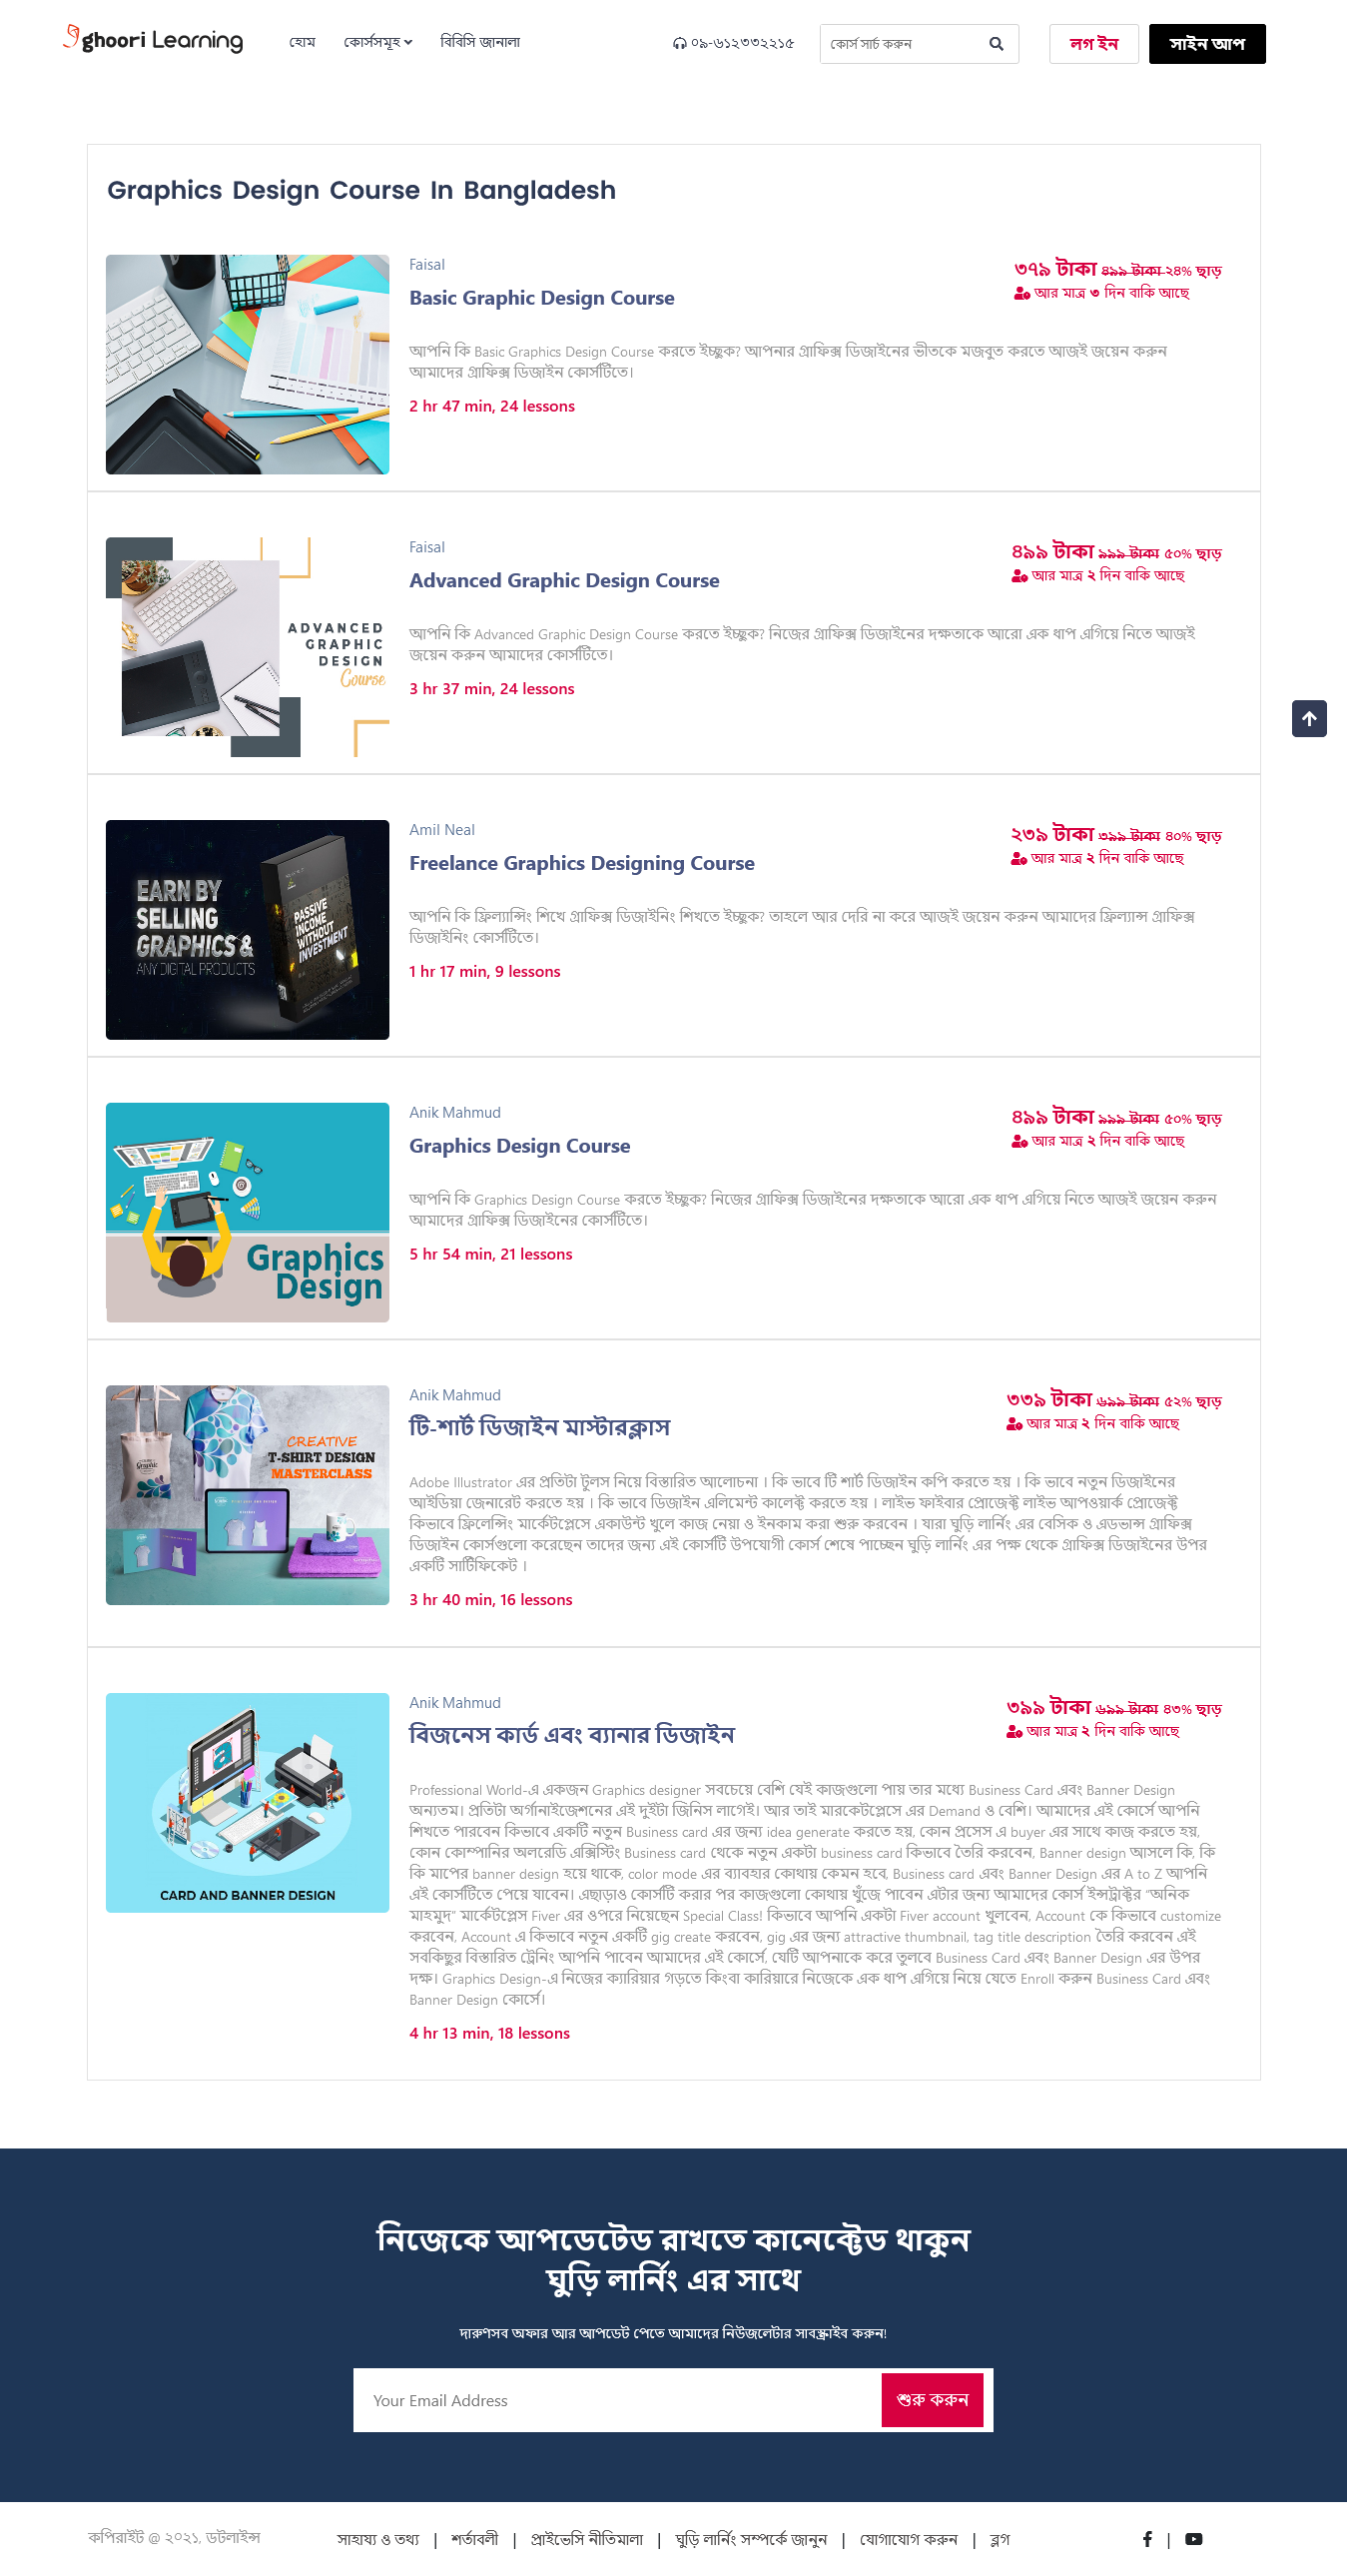 ghoori Learning
হোম কোর্সসমূহ বিবিসি জানালা ০৯-৬১২৩৩২২১৫ কোর্স সার্চ করুন লগ ইন সাইন আপ
Graphics Design Course In Bangladesh
Faisal
৩৭৯ টাকা ৪৯৯ টাকা ২৪% ছাড়
Basic Graphic Design Course
আর মাত্র ৩ দিন বাকি আছে
আপনি কি Basic Graphics Design Course করতে ইচ্ছুক? আপনার গ্রাফিক্স ডিজাইনের ভীতকে মজবুত করতে আজই জয়েন করুন
আমাদের গ্রাফিক্স ডিজাইন কোর্সটিতে।
2 hr 47 min, 24 lessons
ADVANCED
GRAPHIC
DESIGN
Course
Faisal
৪৯৯ টাকা ৯৯৯ টাকা ৫০% ছাড়
Advanced Graphic Design Course
আর মাত্র ২ দিন বাকি আছে
আপনি কি Advanced Graphic Design Course করতে ইচ্ছুক? নিজের গ্রাফিক্স ডিজাইনের দক্ষতাকে আরো এক ধাপ এগিয়ে নিতে আজই
জয়েন করুন আমাদের কোর্সটিতে।
3 hr 37 min, 24 lessons
EARN BY
SELLING
GRAPHICS &
ANY DIGITAL PRODUCTS
PASSIVE
INCOME
WITHOUT
INVESTMENT
Amil Neal
২৩৯ টাকা ৩৯৯ টাকা ৪০% ছাড়
Freelance Graphics Designing Course
আর মাত্র ২ দিন বাকি আছে
আপনি কি ফ্রিল্যান্সিং শিখে গ্রাফিক্স ডিজাইনিং শিখতে ইচ্ছুক? তাহলে আর দেরি না করে আজই জয়েন করুন আমাদের ফ্রিল্যান্স গ্রাফিক্স
ডিজাইনিং কোর্সটিতে।
1 hr 17 min, 9 lessons
Graphics
Design
Anik Mahmud
৪৯৯ টাকা ৯৯৯ টাকা ৫০% ছাড়
Graphics Design Course
আর মাত্র ২ দিন বাকি আছে
আপনি কি Graphics Design Course করতে ইচ্ছুক? নিজের গ্রাফিক্স ডিজাইনের দক্ষতাকে আরো এক ধাপ এগিয়ে নিতে আজই জয়েন করুন
আমাদের গ্রাফিক্স ডিজাইনের কোর্সটিতে।
5 hr 54 min, 21 lessons
CREATIVE
T-SHIRT DESIGN
MASTERCLASS
Anik Mahmud
৩৩৯ টাকা ৬৯৯ টাকা ৫২% ছাড়
টি-শার্ট ডিজাইন মাস্টারক্লাস
আর মাত্র ২ দিন বাকি আছে
Adobe Illustrator এর প্রতিটা টুলস নিয়ে বিস্তারিত আলোচনা । কি ভাবে টি শার্ট ডিজাইন কপি করতে হয় । কি ভাবে নতুন ডিজাইনের
আইডিয়া জেনারেট করতে হয় । কি ভাবে ডিজাইন এলিমেন্ট কালেক্ট করতে হয় । লাইভ ফাইবার প্রোজেক্ট লাইভ আপওয়ার্ক প্রোজেক্ট
কিভাবে ফ্রিলেন্সিং মার্কেটপ্লেসে একাউন্ট খুলে কাজ নেয়া ও ইনকাম করা শুরু করবেন । যারা ঘুড়ি লার্নিং এর বেসিক ও এডভান্স গ্রাফিক্স
ডিজাইন কোর্সগুলো করেছেন তাদের জন্য এই কোর্সটি উপযোগী কোর্স শেষে পাচ্ছেন ঘুড়ি লার্নিং এর পক্ষ থেকে গ্রাফিক্স ডিজাইনের উপর
একটি সার্টিফিকেট ।
3 hr 40 min, 16 lessons
CARD AND BANNER DESIGN
Anik Mahmud
৩৯৯ টাকা ৬৯৯ টাকা ৪৩% ছাড়
বিজনেস কার্ড এবং ব্যানার ডিজাইন
আর মাত্র ২ দিন বাকি আছে
Professional World-এ একজন Graphics designer সবচেয়ে বেশি যেই কাজগুলো পায় তার মধ্যে Business Card এবং Banner Design
অন্যতম। প্রতিটা অর্গানাইজেশনের এই দুইটা জিনিস লাগেই। আর তাই মারকেটপ্লেসে এর Demand ও বেশি। আমাদের এই কোর্সে আপনি
শিখতে পারবেন কিভাবে একটি নতুন Business card এর জন্য idea generate করতে হয়, কোন প্রসেস এ buyer এর সাথে কাজ করতে হয়,
কোন কোম্পানির অলরেডি এক্সিস্টিং Business card থেকে নতুন একটা business card কিভাবে তৈরি করবেন, Banner design আসলে কি, কি
কি মাপের banner design হয়ে থাকে, color mode এর ব্যাবহার কোথায় কেমন হবে, Business card এবং Banner Design এর A to Z আপনি
এই কোর্সটিতে পেয়ে যাবেন। এছাড়াও কোর্সটি করার পর কাজগুলো কোথায় খুঁজে পাবেন এটার জন্য আমাদের কোর্স ইন্সট্রাক্টর “অনিক
মাহমুদ” মার্কেটপ্লেস Fiver এর ওপরে নিয়েছেন Special Class! কিভাবে আপনি একটা Fiver account খুলবেন, Account কে কিভাবে customize
করবেন, Account এ কিভাবে নতুন একটি gig create করবেন, gig এর জন্য attractive thumbnail, tag title description তৈরি করবেন এই
সবকিছুর বিস্তারিত ট্রেনিং আপনি পাবেন আমাদের এই কোর্সে, যেটি আপনাকে করে তুলবে Business Card এবং Banner Design এর উপর
দক্ষ। Graphics Design-এ নিজের ক্যারিয়ার গড়তে কিংবা কারিয়ারে নিজেকে এক ধাপ এগিয়ে নিয়ে যেতে Enroll করুন Business Card এবং
Banner Design কোর্সে।
4 hr 13 min, 18 lessons
নিজেকে আপডেটেড রাখতে কানেক্টেড থাকুন
ঘুড়ি লার্নিং এর সাথে
দারুণসব অফার আর আপডেট পেতে আমাদের নিউজলেটার সাবস্ক্রাইব করুন!
Your Email Address শুরু করুন
কপিরাইট @ ২০২১, ডটলাইন্স সাহায্য ও তথ্য | শর্তাবলী | প্রাইভেসি নীতিমালা | ঘুড়ি লার্নিং সম্পর্কে জানুন | যোগাযোগ করুন | ব্লগ |